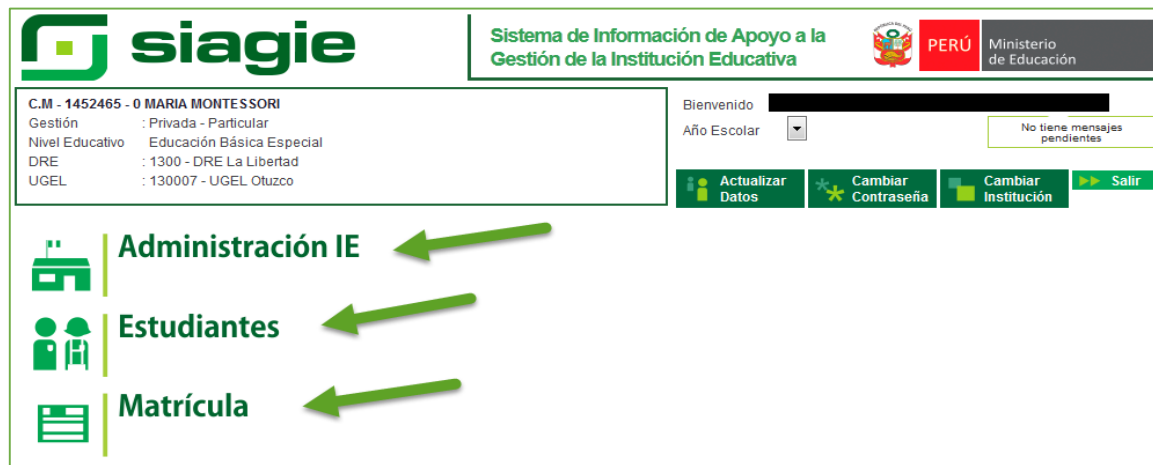 siagie
Sistema de Información de Apoyo a la
Gestión de la Institución Educativa
PERÚ
Ministerio
de Educación
C.M - 1452465 - 0 MARIA MONTESSORI
Gestión : Privada - Particular
Nivel Educativo Educación Básica Especial
DRE : 1300 - DRE La Libertad
UGEL : 130007 - UGEL Otuzco
Bienvenido
Año Escolar
No tiene mensajes
pendientes
Actualizar
Datos
Cambiar
Contraseña
Cambiar
Institución
Salir
Administración IE
Estudiantes
Matrícula